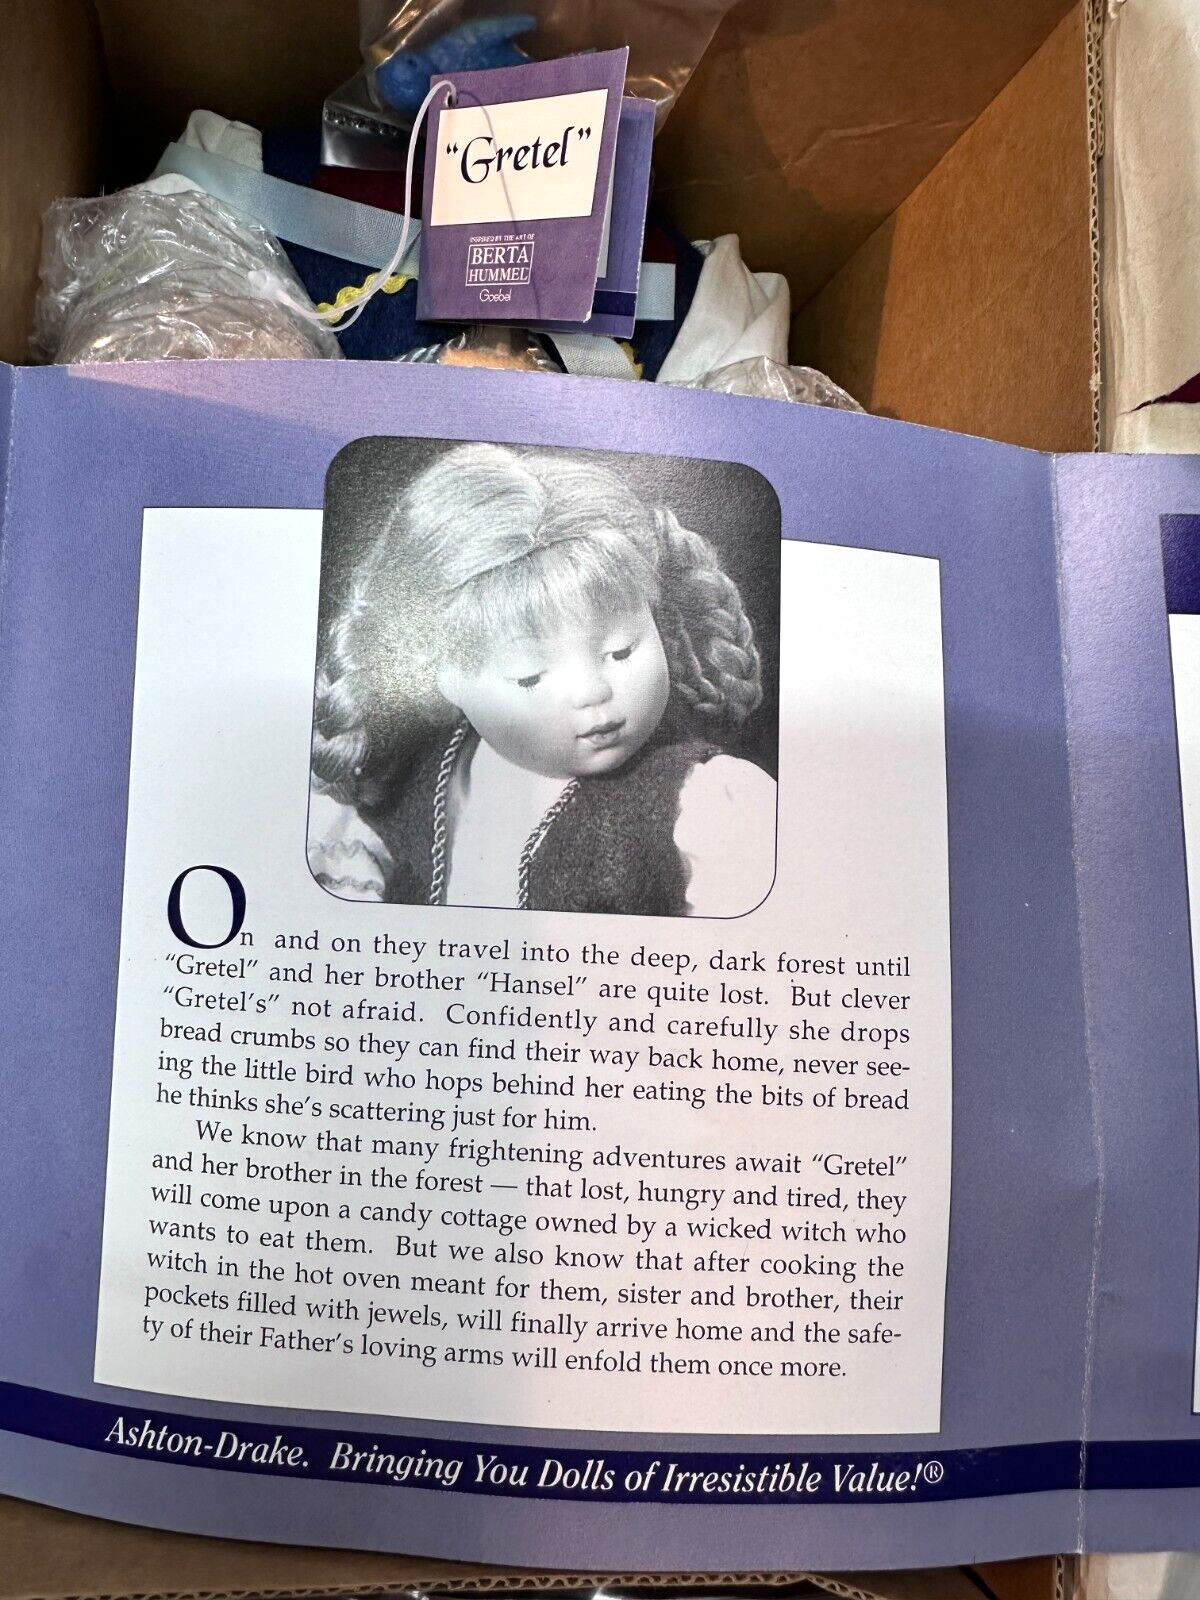 “Gretel”
INSPIRED BY THE ART OF
BERTA
HUMMEL
Goebel
On and on they travel into the deep, dark forest until
“Gretel” and her brother “Hansel” are quite lost. But clever
“Gretel’s” not afraid. Confidently and carefully she drops
bread crumbs so they can find their way back home, never see-
ing the little bird who hops behind her eating the bits of bread
he thinks she’s scattering just for him.
We know that many frightening adventures await “Gretel”
and her brother in the forest — that lost, hungry and tired, they
will come upon a candy cottage owned by a wicked witch who
wants to eat them. But we also know that after cooking the
witch in the hot oven meant for them, sister and brother, their
pockets filled with jewels, will finally arrive home and the safe-
ty of their Father’s loving arms will enfold them once more.
Ashton-Drake. Bringing You Dolls of Irresistible Value!®